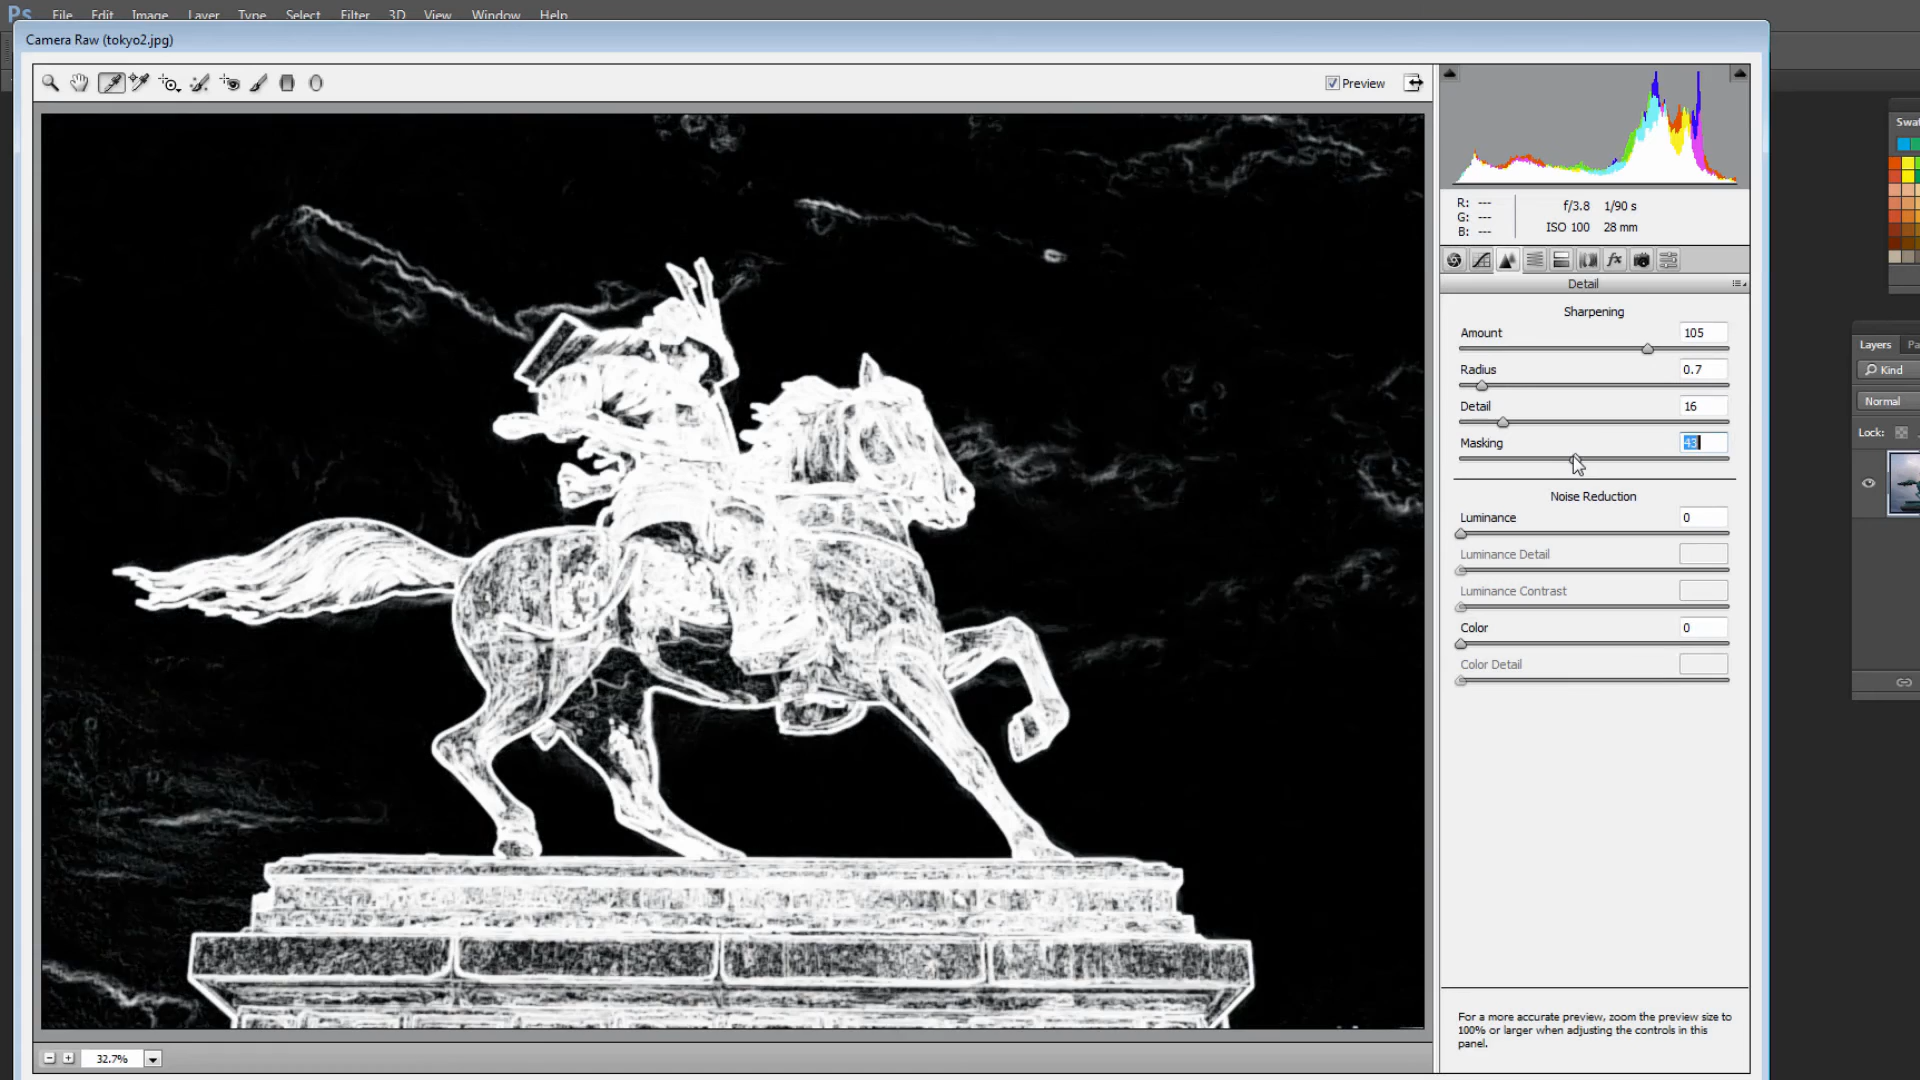 Ps File Edit Image Layer Type Select Filter 3D View Window Help
Camera Raw (tokyo2.jpg)
Preview
R: ---
G: ---
B: ---
f/3.8 1/90 s
ISO 100 28 mm
fx
Detail
Sharpening
Amount 105
Radius 0.7
Detail 16
Masking 43
Noise Reduction
Luminance 0
Luminance Detail
Luminance Contrast
Color 0
Color Detail
For a more accurate preview, zoom the preview size to
100% or larger when adjusting the controls in this
panel.
32.7%
Swat
Layers Pa
Kind
Normal
Lock: